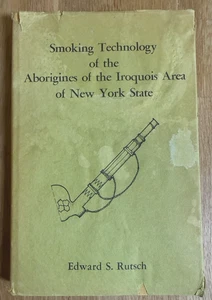 Smoking Technology
of the
Aborigines of the Iroquois Area
of New York State
Edward S. Rutsch